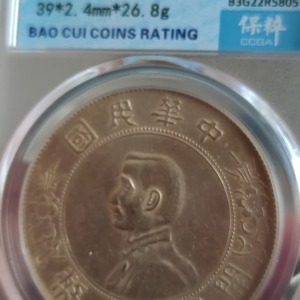 39*2.4mm*26.8g
B3G22R5805
BAO CUI COINS RATING
保粹
CCGA
國民華中